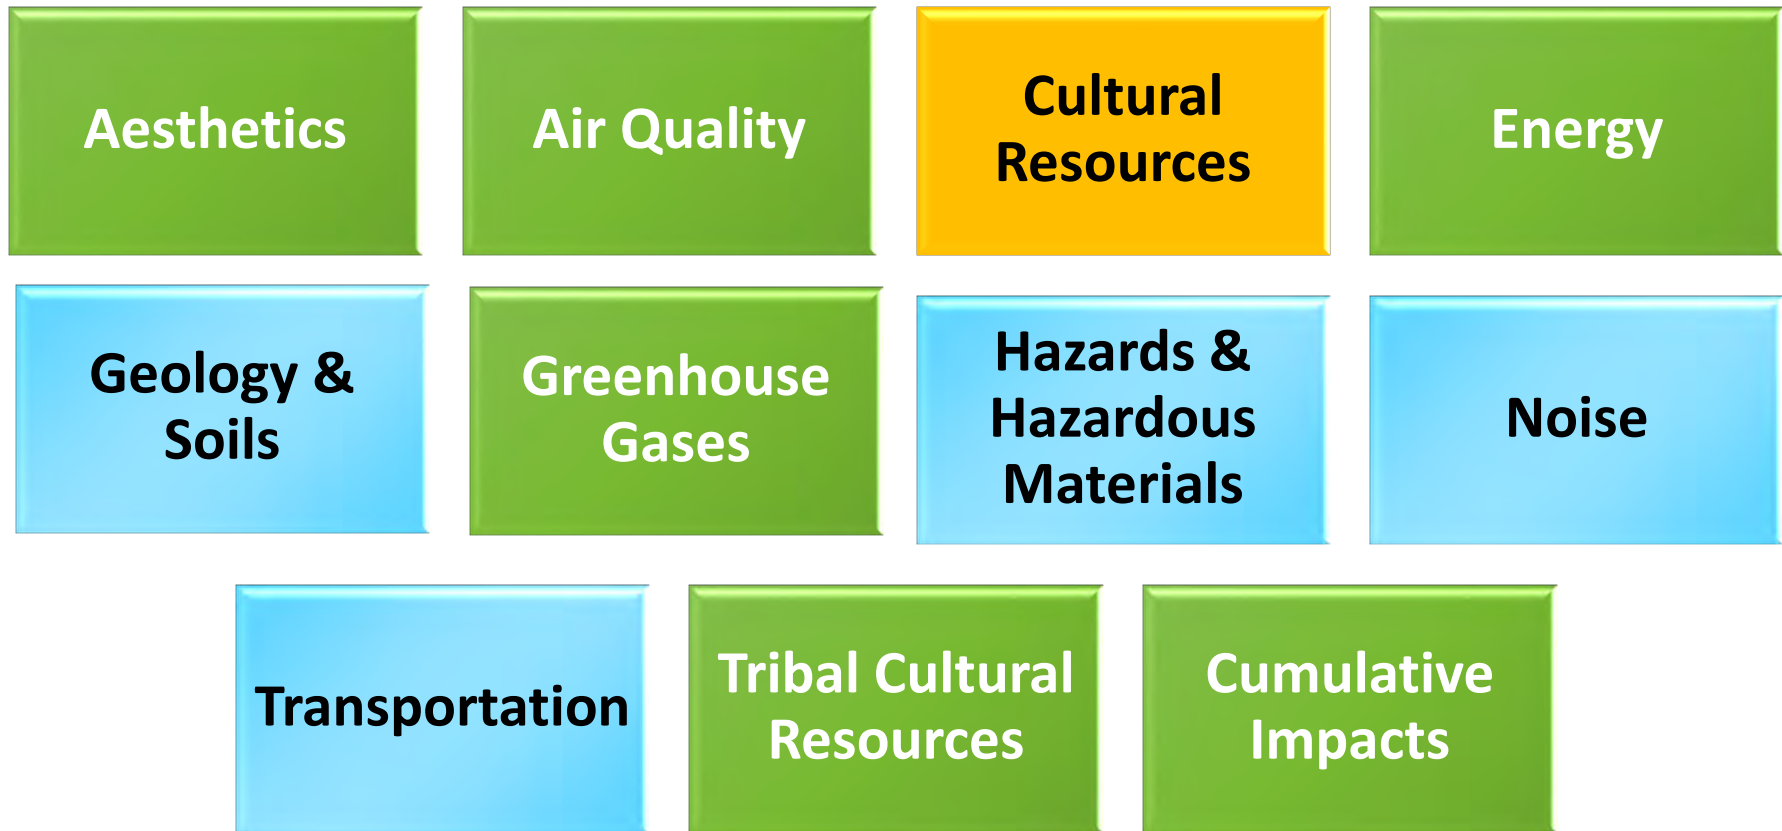 Aesthetics
Air Quality
Cultural
Resources
Energy
Geology &
Soils
Greenhouse
Gases
Hazards &
Hazardous
Materials
Noise
Transportation
Tribal Cultural
Resources
Cumulative
Impacts